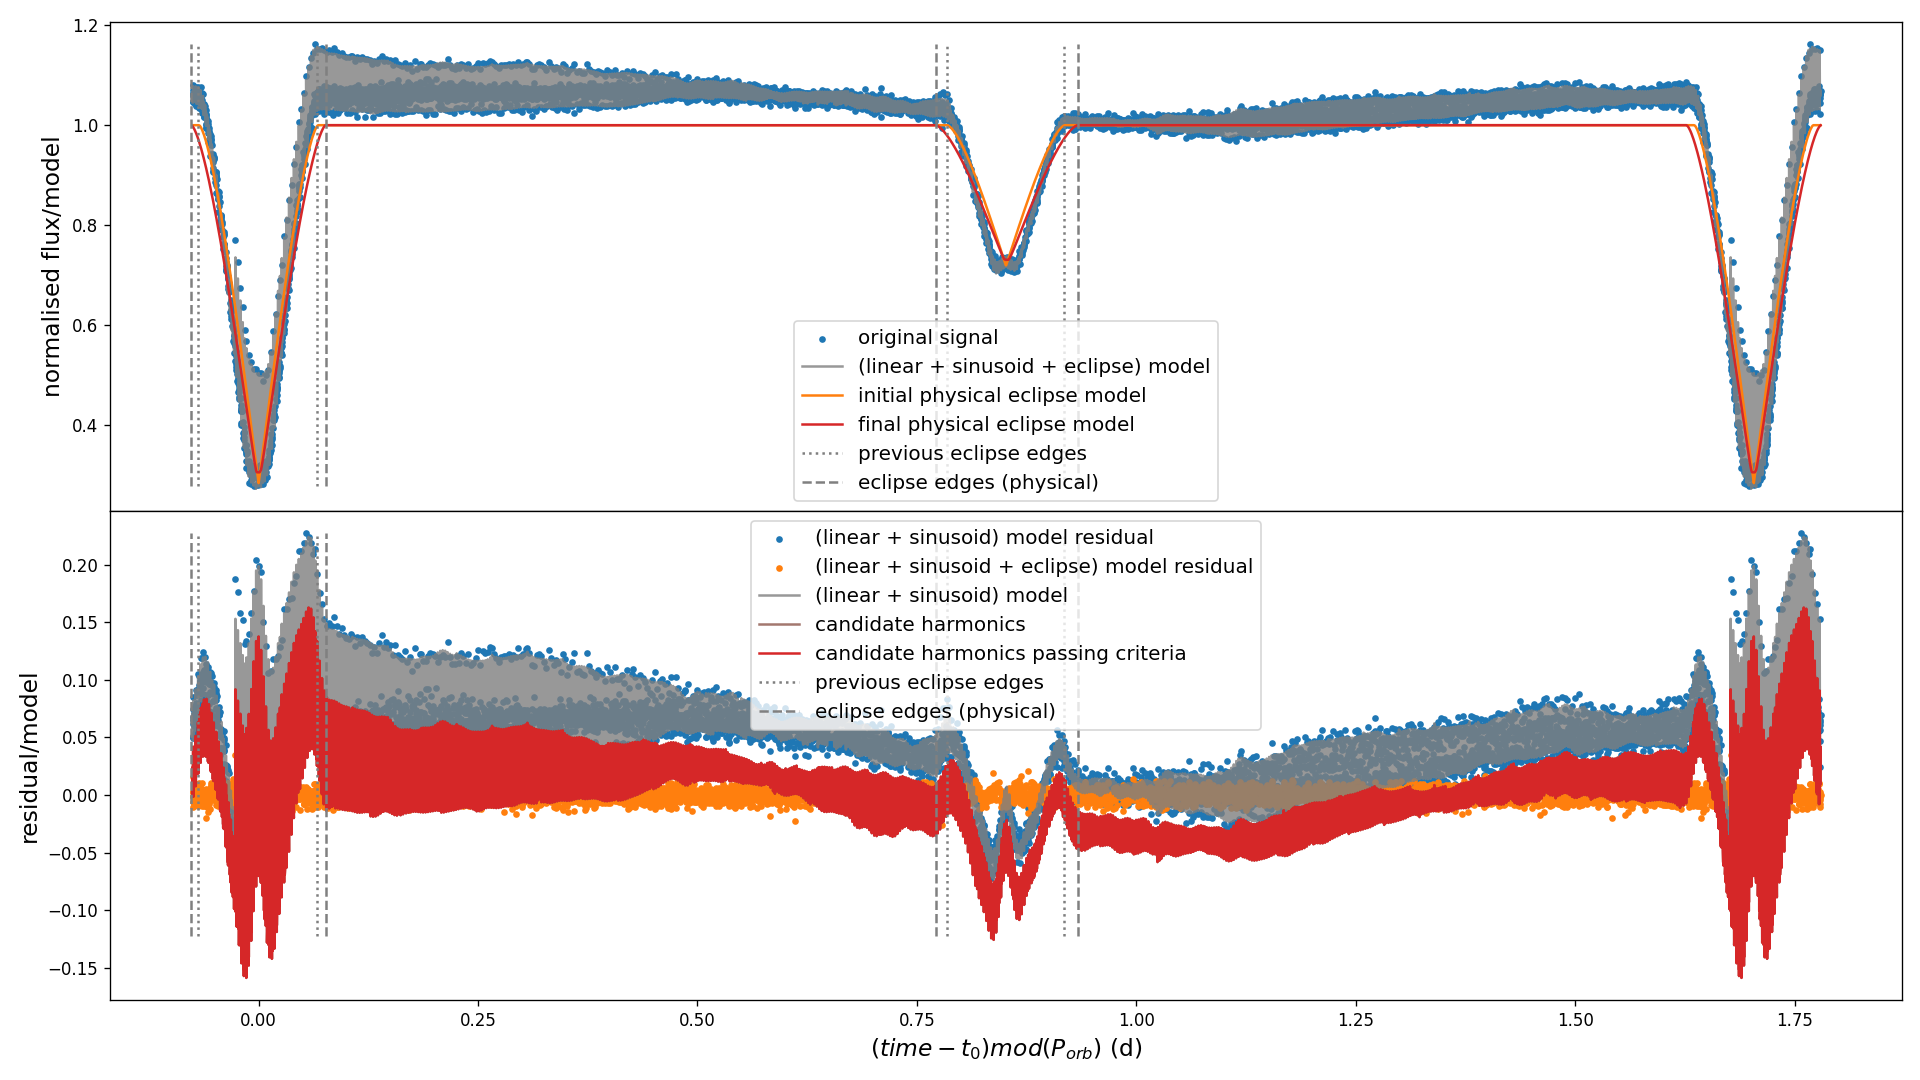 1.2
1.0
0.8
0.6
0.4
normalised flux/model
original signal
(linear + sinusoid + eclipse) model
initial physical eclipse model
final physical eclipse model
previous eclipse edges
eclipse edges (physical)
0.20
0.15
0.10
0.05
0.00
−0.05
−0.10
−0.15
residual/model
(linear + sinusoid) model residual
(linear + sinusoid + eclipse) model residual
(linear + sinusoid) model
candidate harmonics
candidate harmonics passing criteria
previous eclipse edges
eclipse edges (physical)
0.00 0.25 0.50 0.75 1.00 1.25 1.50 1.75
(time − t₀)mod(P_orb) (d)